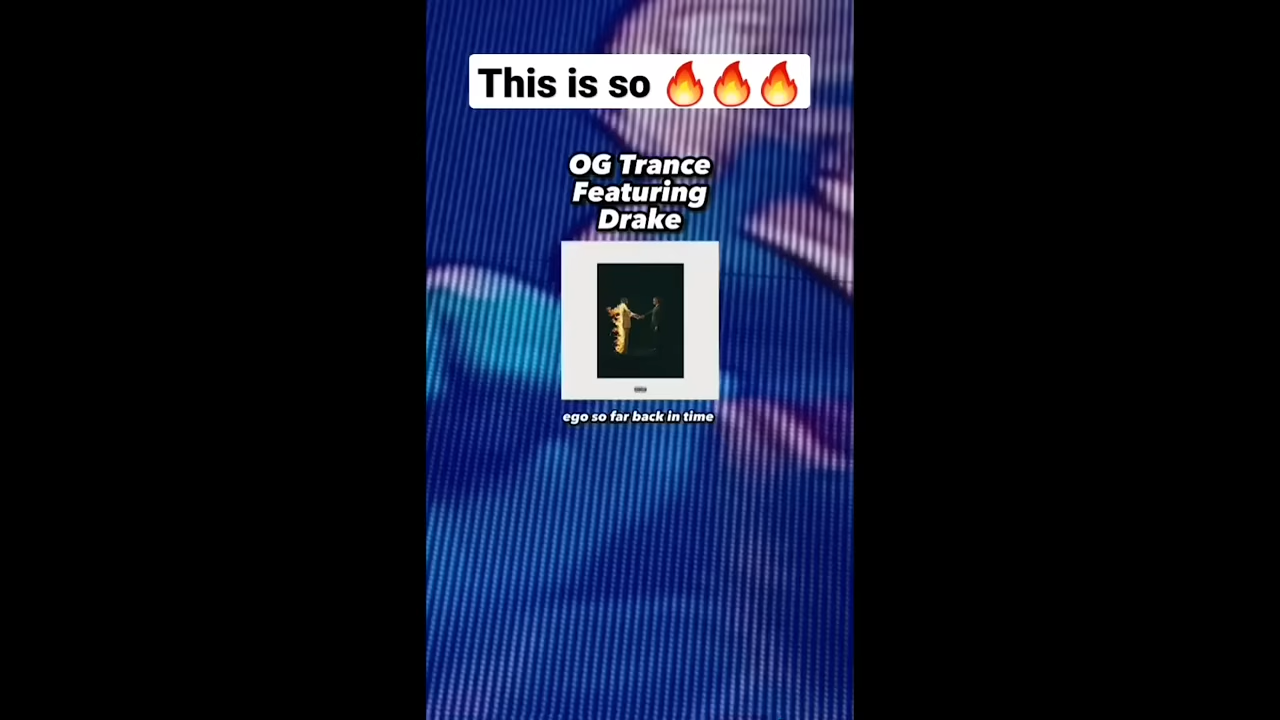 This is so 🔥🔥🔥
OG Trance
Featuring
Drake
ego so far back in time